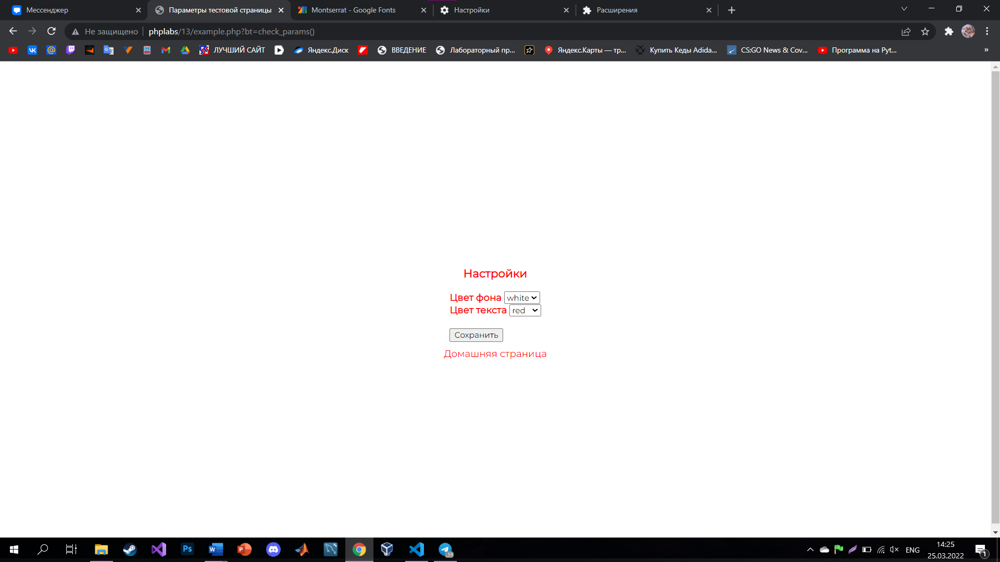 Мессенджер
Параметры тестовой страницы
Montserrat - Google Fonts
Настройки
Расширения
Не защищено
phplabs/13/example.php?bt=check_params()
ЛУЧШИЙ САЙТ
Яндекс.Диск
ВВЕДЕНИЕ
Лабораторный пр...
Яндекс.Карты — тр...
Купить Кеды Adida...
CS:GO News & Cov...
Программа на Pyt...
»
Настройки
Цвет фона white
Цвет текста red
Сохранить
Домашняя страница
ENG
14:25
25.03.2022
1